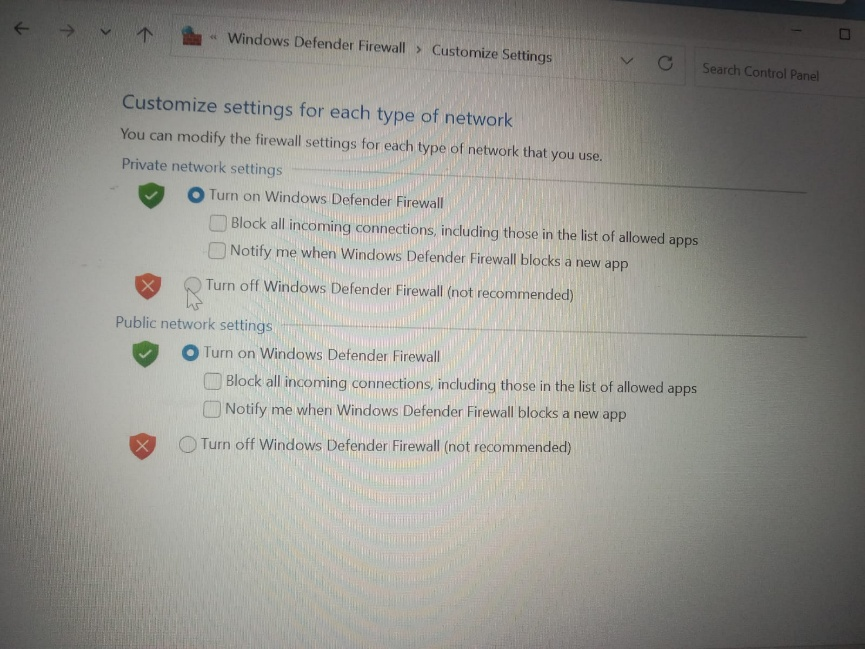 « Windows Defender Firewall > Customize Settings
Search Control Panel
Customize settings for each type of network
You can modify the firewall settings for each type of network that you use.
Private network settings
Turn on Windows Defender Firewall
Block all incoming connections, including those in the list of allowed apps
Notify me when Windows Defender Firewall blocks a new app
Turn off Windows Defender Firewall (not recommended)
Public network settings
Turn on Windows Defender Firewall
Block all incoming connections, including those in the list of allowed apps
Notify me when Windows Defender Firewall blocks a new app
Turn off Windows Defender Firewall (not recommended)